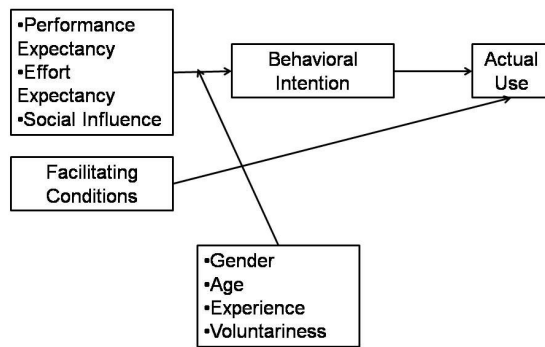 ▪Performance
Expectancy
▪Effort
Expectancy
▪Social Influence
Behavioral
Intention
Actual
Use
Facilitating
Conditions
▪Gender
▪Age
▪Experience
▪Voluntariness